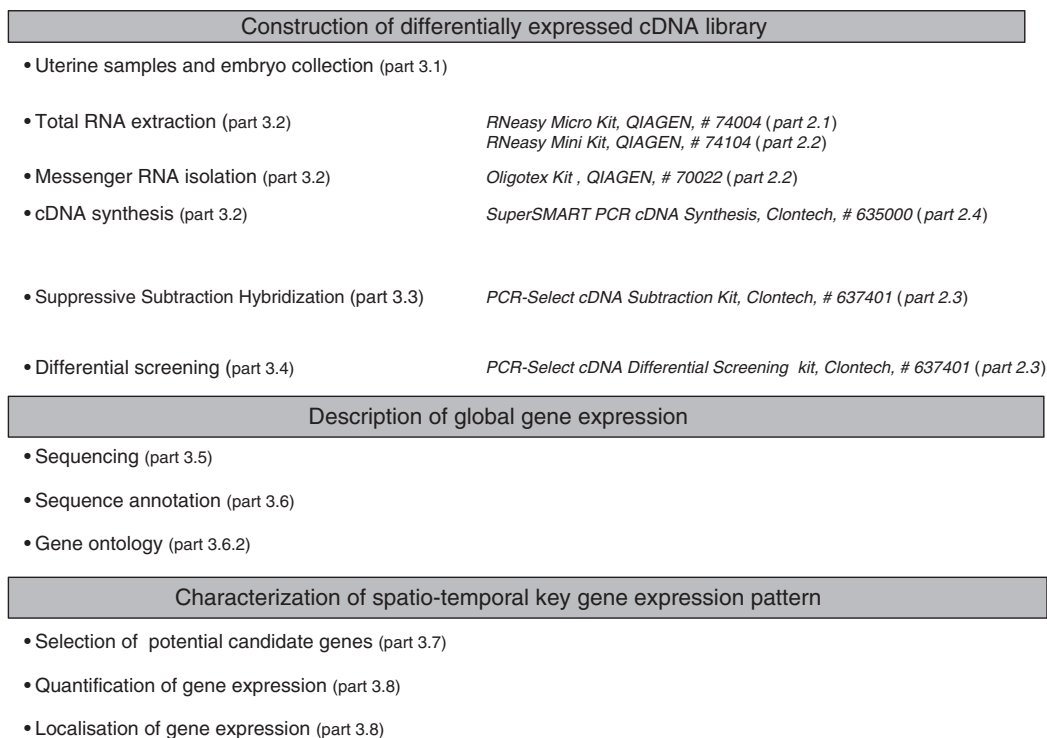 Construction of differentially expressed cDNA library
• Uterine samples and embryo collection (part 3.1)
• Total RNA extraction (part 3.2) RNeasy Micro Kit, QIAGEN, # 74004 (part 2.1)
RNeasy Mini Kit, QIAGEN, # 74104 (part 2.2)
• Messenger RNA isolation (part 3.2) Oligotex Kit , QIAGEN, # 70022 (part 2.2)
• cDNA synthesis (part 3.2) SuperSMART PCR cDNA Synthesis, Clontech, # 635000 (part 2.4)
• Suppressive Subtraction Hybridization (part 3.3) PCR-Select cDNA Subtraction Kit, Clontech, # 637401 (part 2.3)
• Differential screening (part 3.4) PCR-Select cDNA Differential Screening kit, Clontech, # 637401 (part 2.3)
Description of global gene expression
• Sequencing (part 3.5)
• Sequence annotation (part 3.6)
• Gene ontology (part 3.6.2)
Characterization of spatio-temporal key gene expression pattern
• Selection of potential candidate genes (part 3.7)
• Quantification of gene expression (part 3.8)
• Localisation of gene expression (part 3.8)